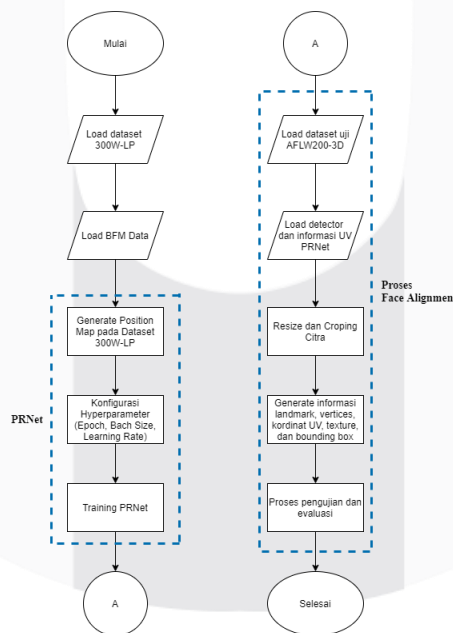 Mulai
Load dataset
300W-LP
Load BFM Data
PRNet
Generate Position
Map pada Dataset
300W-LP
Konfigurasi
Hyperparameter
(Epoch, Bach Size,
Learning Rate)
Training PRNet
A
A
Load dataset uji
AFLW200-3D
Load detector
dan informasi UV
PRNet
Proses
Face Alignmen
Resize dan Croping
Citra
Generate informasi
landmark, vertices,
kordinat UV, texture,
dan bounding box
Proses pengujian dan
evaluasi
Selesai